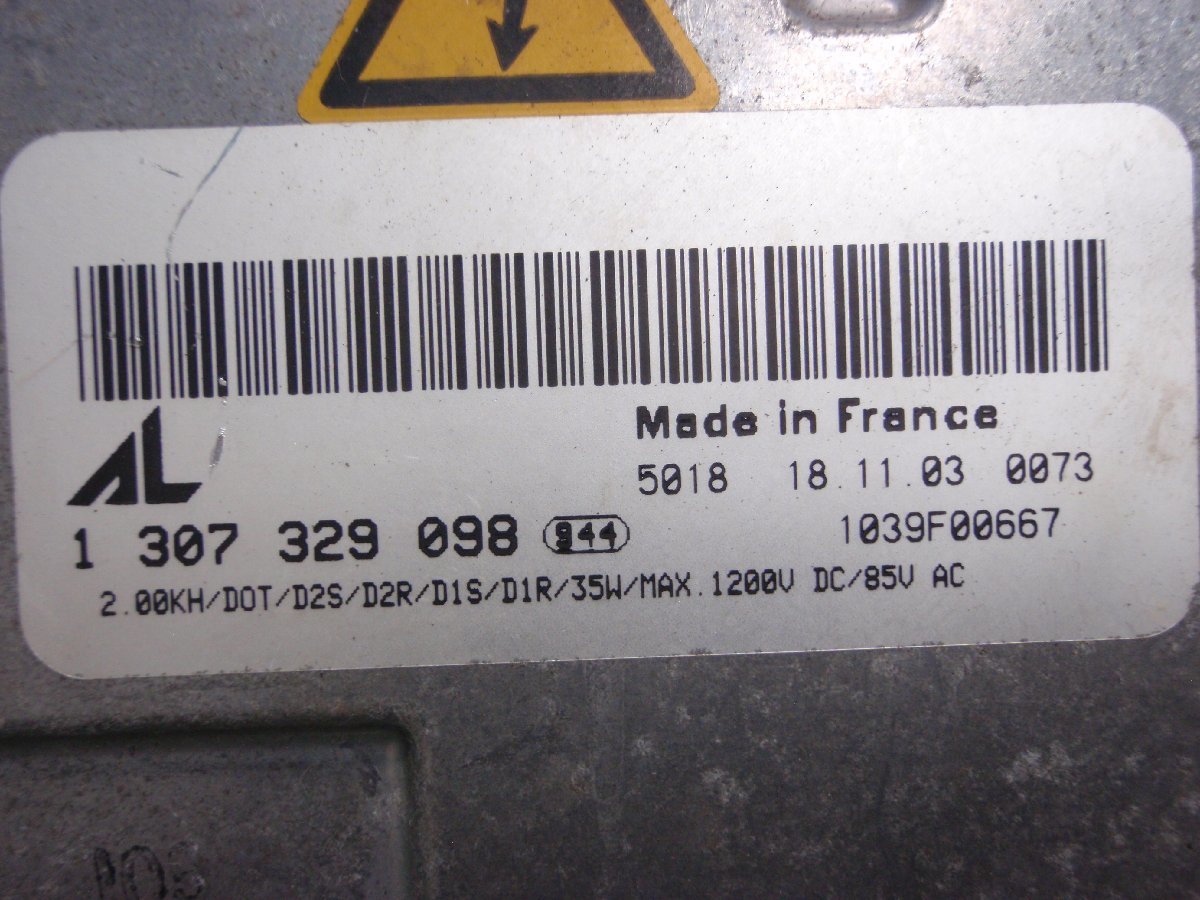 Made in France
5018 18.11.03 0073
AL
1 307 329 098 944 1039F00667
2.00KH/DOT/D2S/D2R/D1S/D1R/35W/MAX.1200V DC/85V AC